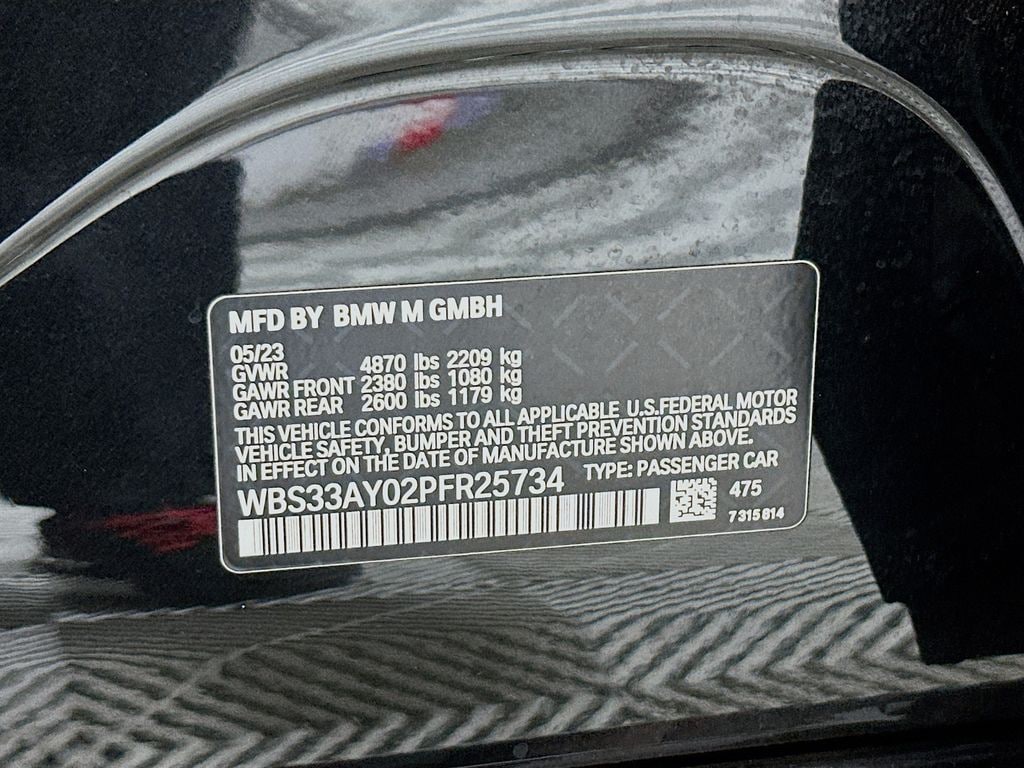 MFD BY BMW M GMBH
05/23
GVWR 4870 lbs 2209 kg
GAWR FRONT 2380 lbs 1080 kg
GAWR REAR 2600 lbs 1179 kg
THIS VEHICLE CONFORMS TO ALL APPLICABLE U.S.FEDERAL MOTOR
VEHICLE SAFETY, BUMPER AND THEFT PREVENTION STANDARDS
IN EFFECT ON THE DATE OF MANUFACTURE SHOWN ABOVE.
WBS33AY02PFR25734 TYPE: PASSENGER CAR
475
7 315 814